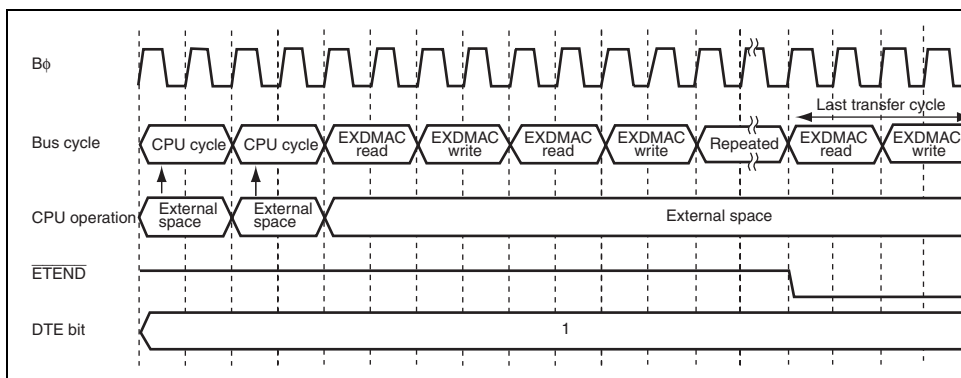 Bϕ
Last transfer cycle
Bus cycle
CPU cycle
CPU cycle
EXDMAC read
EXDMAC write
EXDMAC read
EXDMAC write
Repeated
EXDMAC read
EXDMAC write
CPU operation
External space
External space
External space
ETEND
DTE bit
1